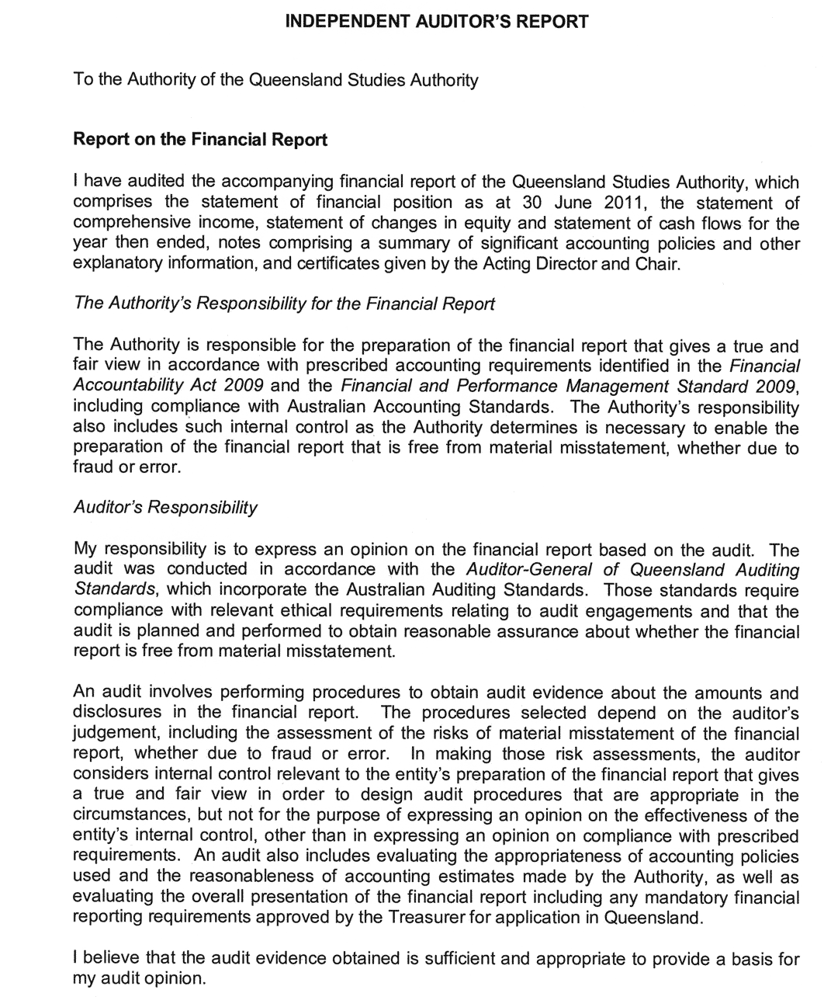 INDEPENDENT AUDITOR'S REPORT
To the Authority of the Queensland Studies Authority
Report on the Financial Report
I have audited the accompanying financial report of the Queensland Studies Authority, which
comprises the statement of financial position as at 30 June 2011, the statement of
comprehensive income, statement of changes in equity and statement of cash flows for the
year then ended, notes comprising a summary of significant accounting policies and other
explanatory information, and certificates given by the Acting Director and Chair.
The Authority's Responsibility for the Financial Report
The Authority is responsible for the preparation of the financial report that gives a true and
fair view in accordance with prescribed accounting requirements identified in the Financial
Accountability Act 2009 and the Financial and Performance Management Standard 2009,
including compliance with Australian Accounting Standards. The Authority's responsibility
also includes such internal control as the Authority determines is necessary to enable the
preparation of the financial report that is free from material misstatement, whether due to
fraud or error.
Auditor's Responsibility
My responsibility is to express an opinion on the financial report based on the audit. The
audit was conducted in accordance with the Auditor-General of Queensland Auditing
Standards, which incorporate the Australian Auditing Standards. Those standards require
compliance with relevant ethical requirements relating to audit engagements and that the
audit is planned and performed to obtain reasonable assurance about whether the financial
report is free from material misstatement.
An audit involves performing procedures to obtain audit evidence about the amounts and
disclosures in the financial report. The procedures selected depend on the auditor's
judgement, including the assessment of the risks of material misstatement of the financial
report, whether due to fraud or error. In making those risk assessments, the auditor
considers internal control relevant to the entity's preparation of the financial report that gives
a true and fair view in order to design audit procedures that are appropriate in the
circumstances, but not for the purpose of expressing an opinion on the effectiveness of the
entity's internal control, other than in expressing an opinion on compliance with prescribed
requirements. An audit also includes evaluating the appropriateness of accounting policies
used and the reasonableness of accounting estimates made by the Authority, as well as
evaluating the overall presentation of the financial report including any mandatory financial
reporting requirements approved by the Treasurer for application in Queensland.
I believe that the audit evidence obtained is sufficient and appropriate to provide a basis for
my audit opinion.